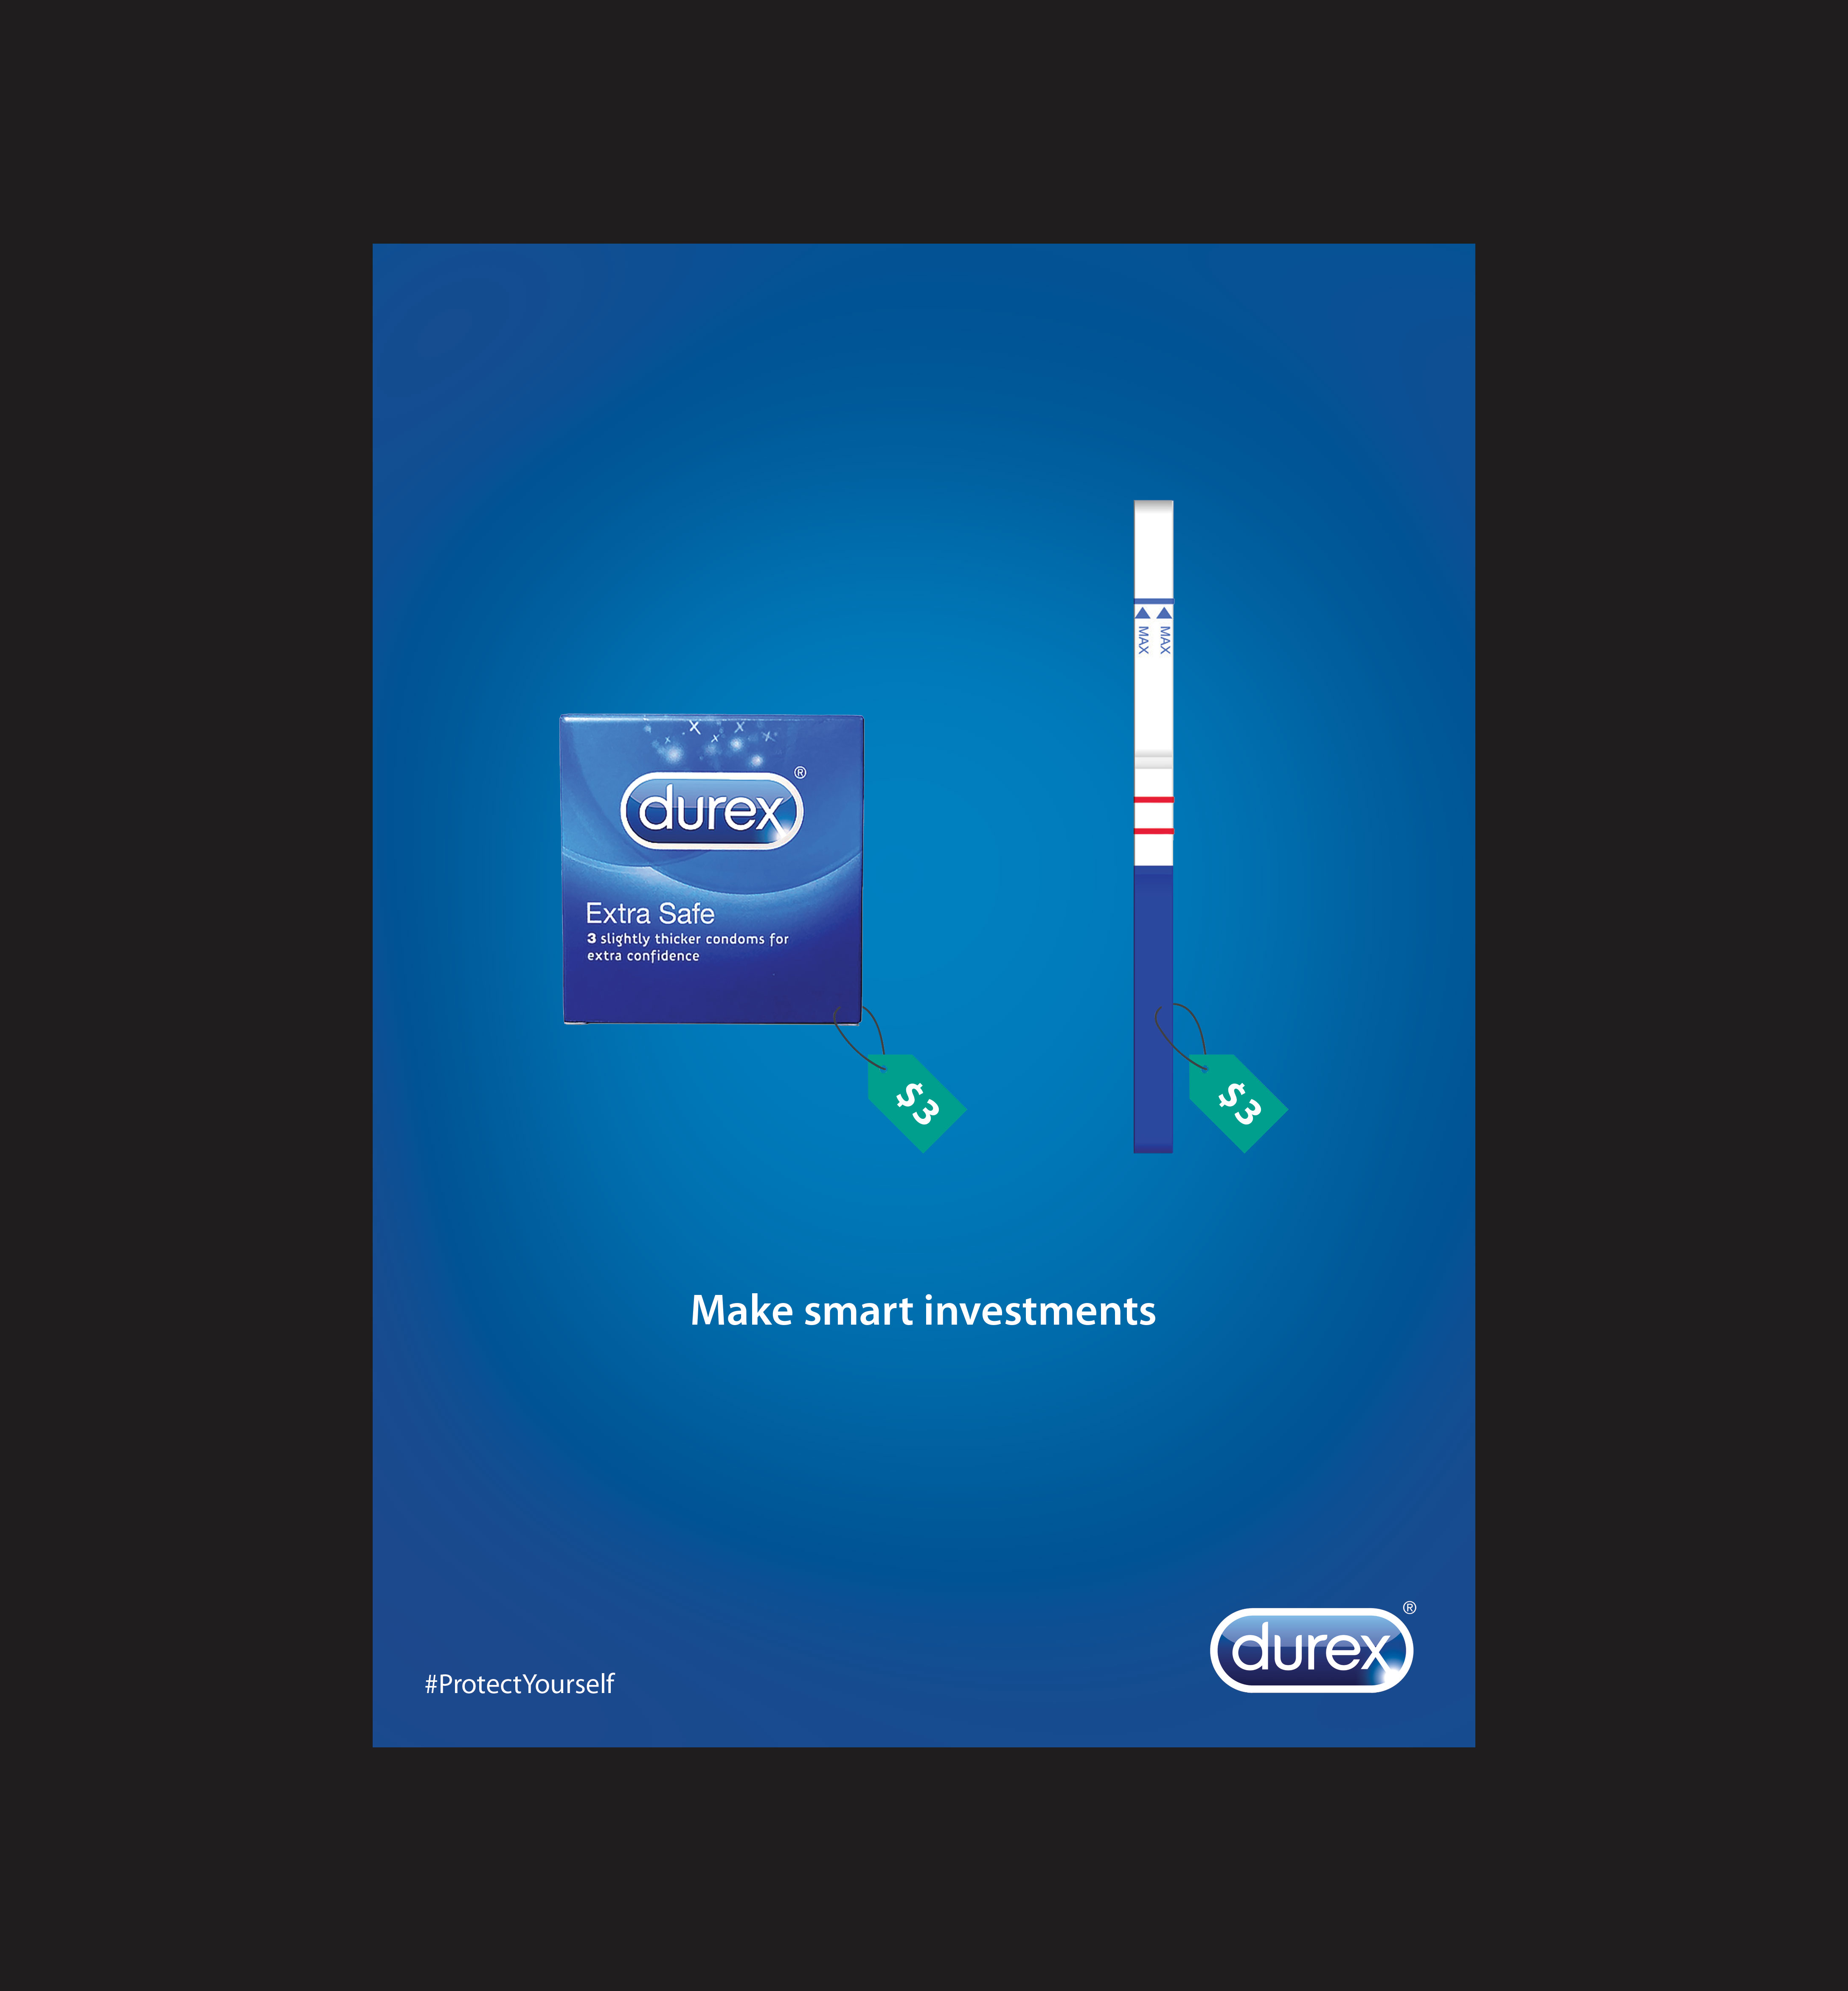 durex®
Extra Safe
3 slightly thicker condoms for
extra confidence
MAX MAX
$3
$3
Make smart investments
#ProtectYourself
durex®